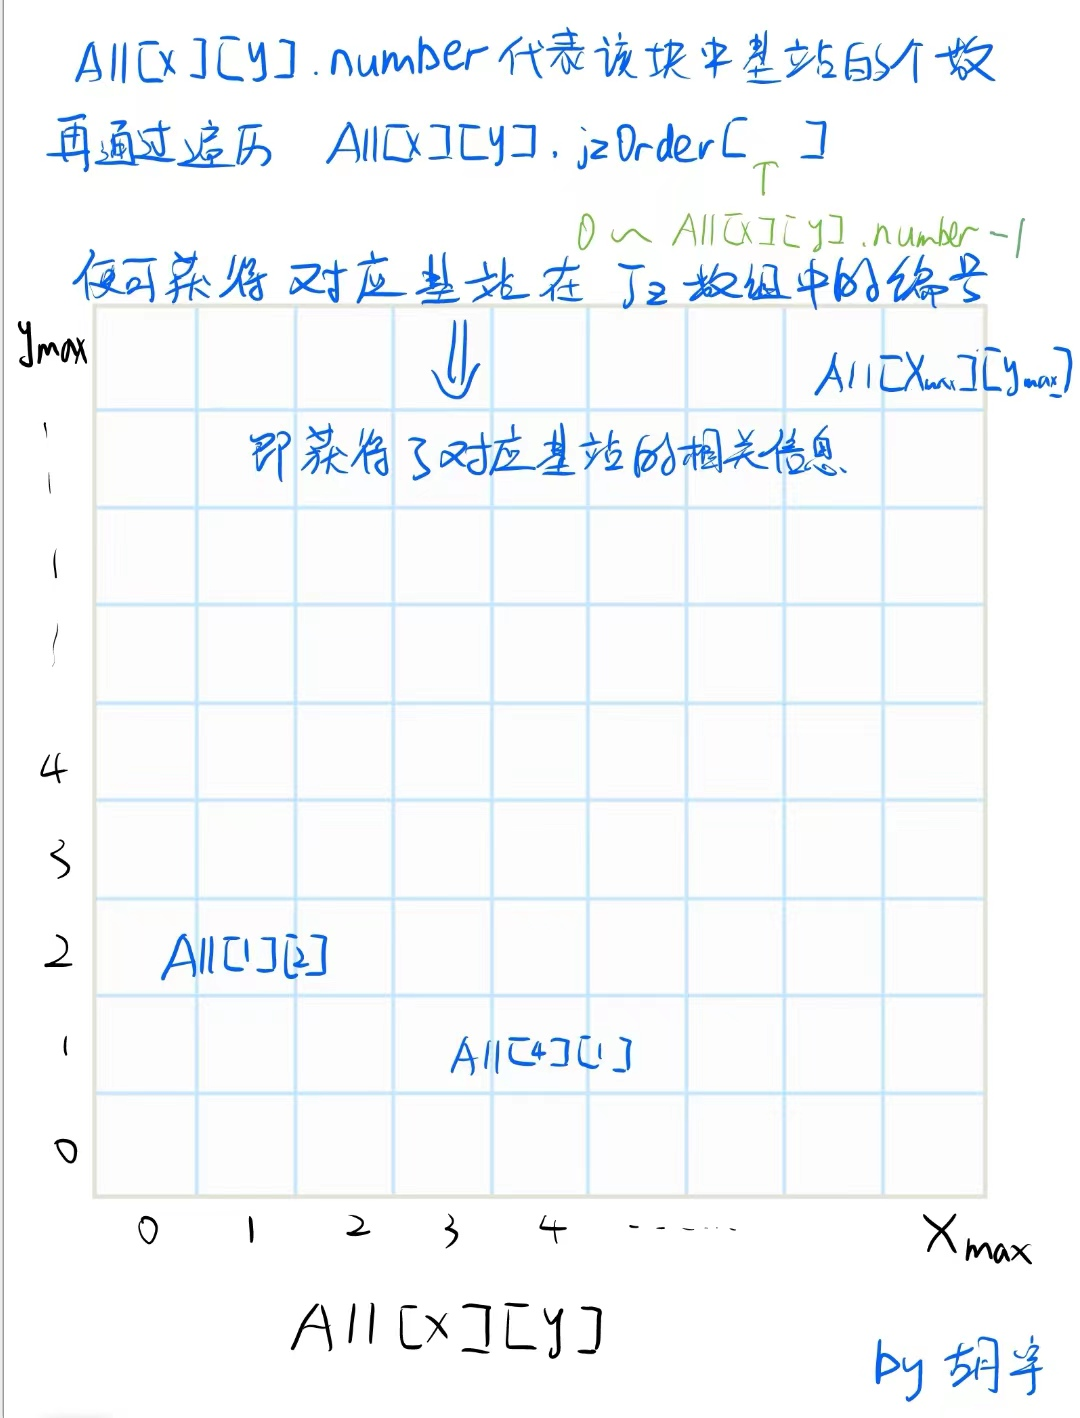 All[x][y].number代表该块中基站的个数
再通过遍历 All[x][y].jzOrder[ ]
↑
0~All[x][y].number-1
便可获得对应基站在Jz数组中的编号
⇓
ymax
All[Xmax][ymax]
即获得了对应基站的相关信息
4
3
2 All[1][2]
1 All[4][1]
0
0 1 2 3 4 ······· Xmax
All[x][y]
by 胡宇